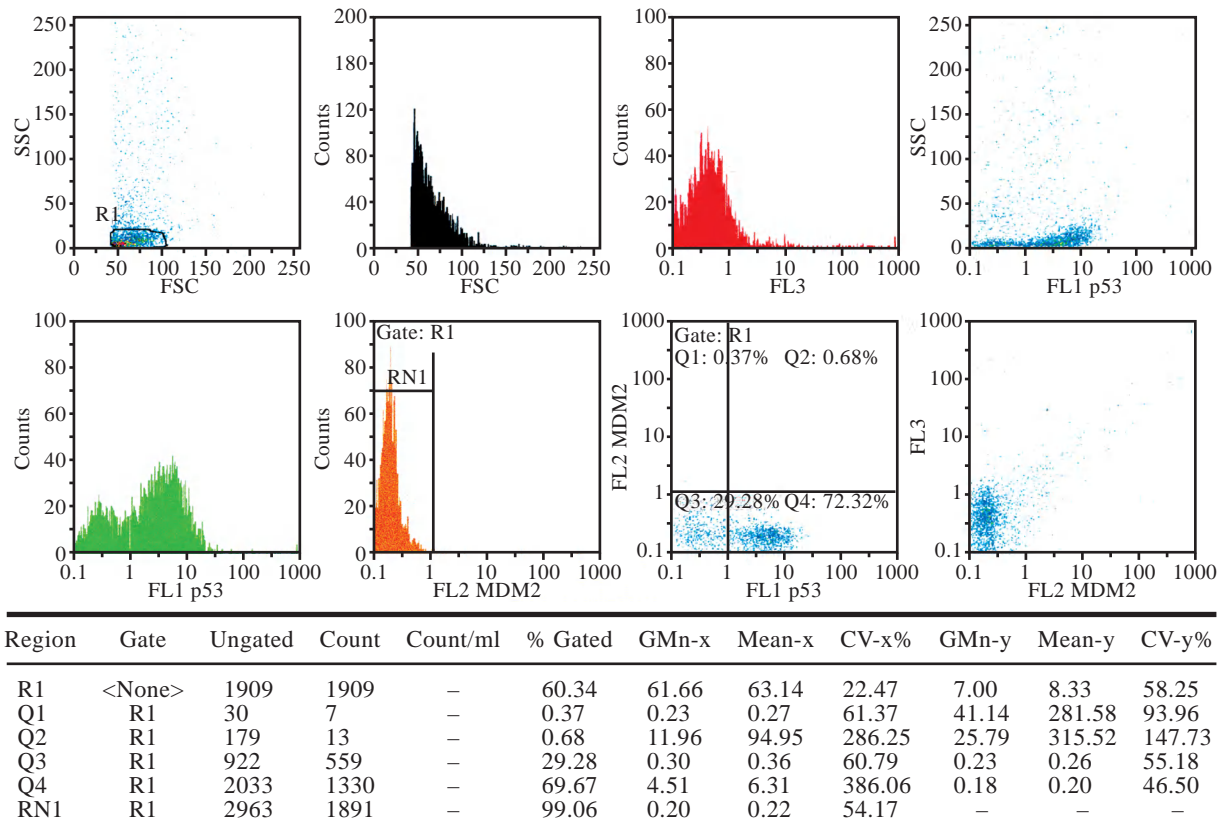 250
200
150
100
50
0
SSC
R1
0 50 100 150 200 250
FSC
200
180
120
80
40
0
Counts
0 50 100 150 200 250
FSC
100
80
60
40
20
0
Counts
0.1 1 10 100 1000
FL3
250
200
150
100
50
0
SSC
0.1 1 10 100 1000
FL1 p53
100
80
60
40
20
0
Counts
0.1 1 10 100 1000
FL1 p53
100
80
60
40
20
0
Counts
Gate: R1
RN1
0.1 1 10 100 1000
FL2 MDM2
1000
100
10
1
0.1
FL2 MDM2
Gate: R1
Q1: 0.37% Q2: 0.68%
Q3: 29.28% Q4: 72.32%
0.1 1 10 100 1000
FL1 p53
1000
100
10
1
0.1
FL3
0.1 1 10 100 1000
FL2 MDM2
Region Gate Ungated Count Count/ml % Gated GMn-x Mean-x CV-x% GMn-y Mean-y CV-y%
R1 <None> 1909 1909 – 60.34 61.66 63.14 22.47 7.00 8.33 58.25
Q1 R1 30 7 – 0.37 0.23 0.27 61.37 41.14 281.58 93.96
Q2 R1 179 13 – 0.68 11.96 94.95 286.25 25.79 315.52 147.73
Q3 R1 922 559 – 29.28 0.30 0.36 60.79 0.23 0.26 55.18
Q4 R1 2033 1330 – 69.67 4.51 6.31 386.06 0.18 0.20 46.50
RN1 R1 2963 1891 – 99.06 0.20 0.22 54.17 – – –